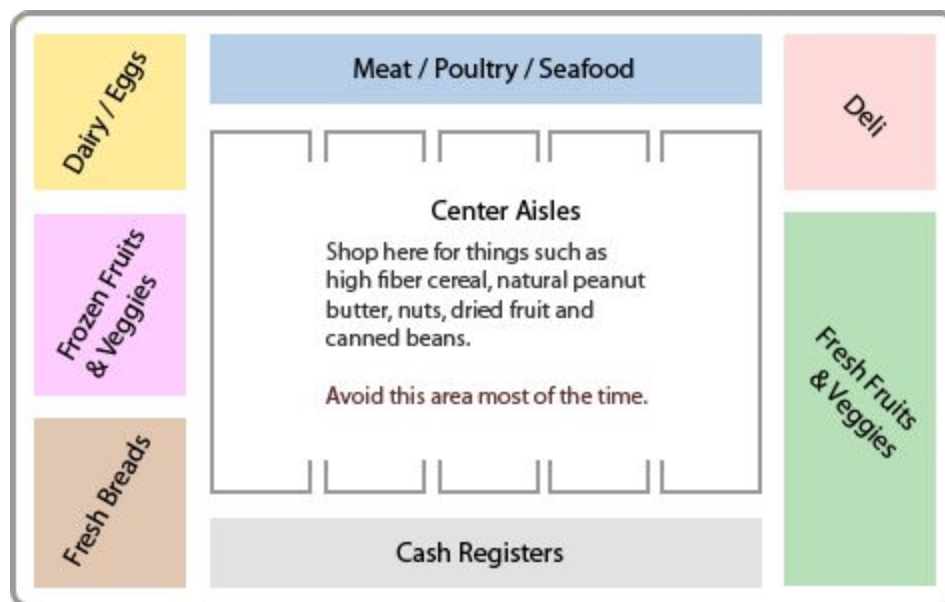 Dairy / Eggs
Meat / Poultry / Seafood
Deli
Frozen Fruits
& Veggies
Center Aisles
Shop here for things such as
high fiber cereal, natural peanut
butter, nuts, dried fruit and
canned beans.
Avoid this area most of the time.
Fresh Fruits
& Veggies
Fresh Breads
Cash Registers